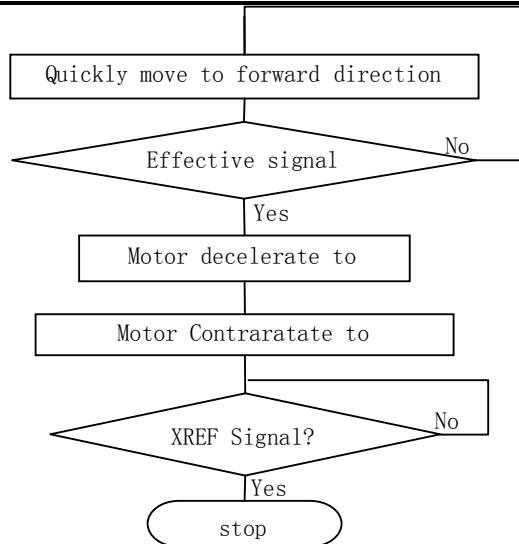 Quickly move to forward direction
Effective signal
No
Yes
Motor decelerate to
Motor Contraratate to
XREF Signal?
No
Yes
stop